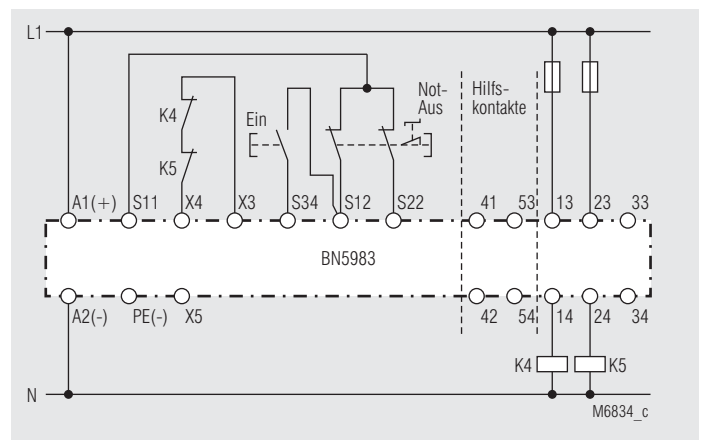 L1
Not-
Aus
Hilfs-
kontakte
K4
Ein
K5
A1(+) S11 X4 X3 S34 S12 S22 41 53 13 23 33
BN5983
A2(-) PE(-) X5 42 54 14 24 34
K4 K5
N
M6834_c